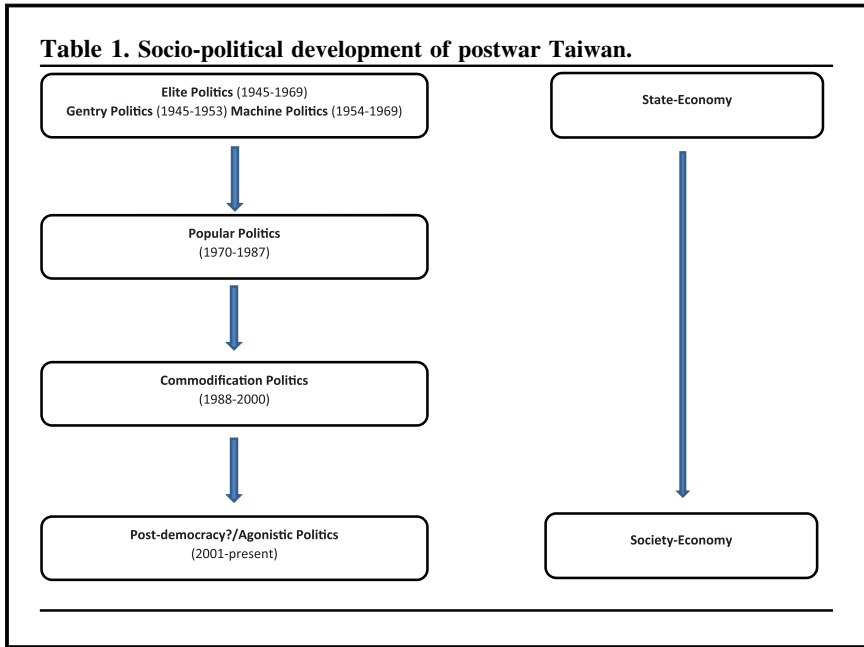 Table 1. Socio-political development of postwar Taiwan.
Elite Politics (1945-1969)
Gentry Politics (1945-1953) Machine Politics (1954-1969)
State-Economy
Popular Politics
(1970-1987)
Commodification Politics
(1988-2000)
Post-democracy?/Agonistic Politics
(2001-present)
Society-Economy